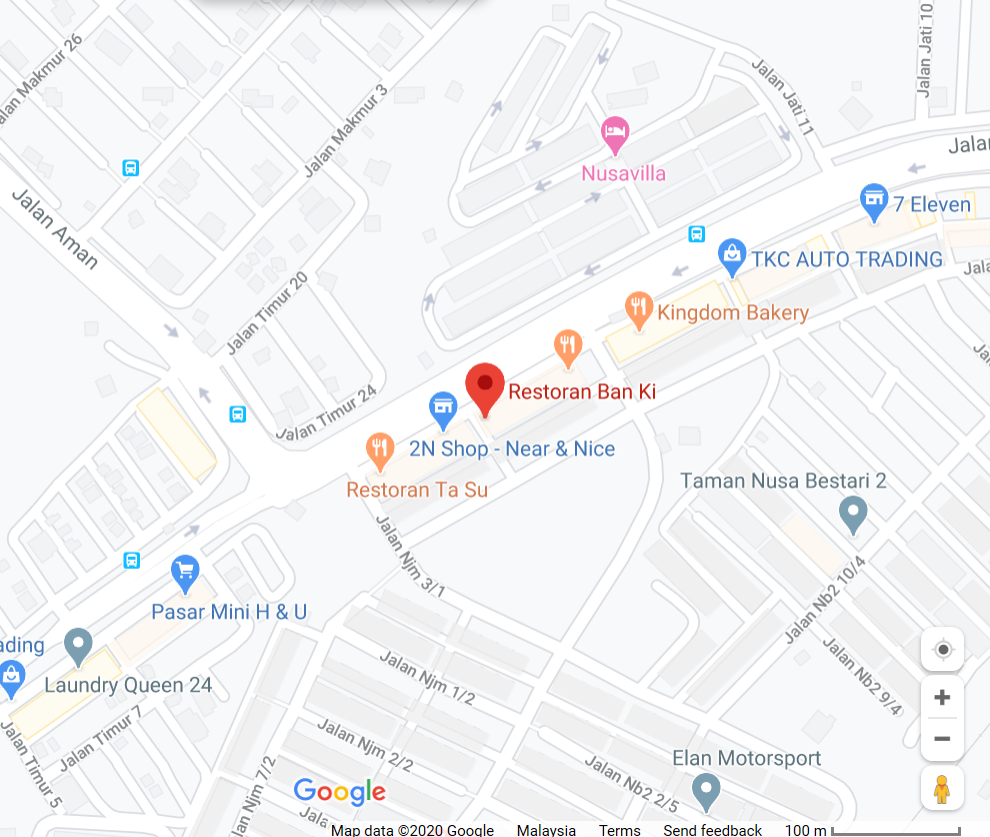 Jalan Jati 10
Jalan Makmur 26
Jalan Jati 11
Jalan Makmur 3
Jalan
Nusavilla
7 Eleven
Jalan Aman
TKC AUTO TRADING
Jalan Timur 20
Kingdom Bakery
Restoran Ban Ki
Jalan Timur 24
2N Shop - Near & Nice
Restoran Ta Su
Taman Nusa Bestari 2
Jalan Njm 3/1
Jalan Nb2 10/4
Pasar Mini H & U
ading
Laundry Queen 24
Jalan Njm 1/2
Jalan Nb2 9/4
Jalan Timur 7
Jalan Timur 5
Jalan Njm 2/2
Jalan Njm 7/2
Elan Motorsport
Jalan Nb2 2/5
Google
Map data ©2020 Google Malaysia Terms Send feedback 100 m